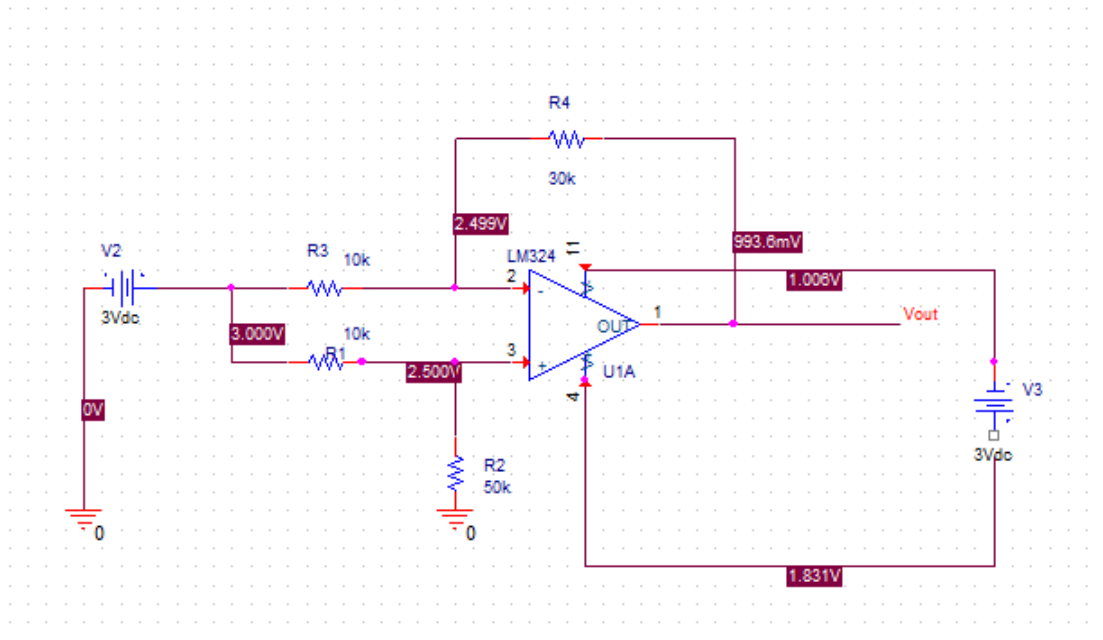 R4
30k
2.499V
V2
3Vdc
R3
10k
LM324
11
2
-
V
993.6mV
1.006V
OUT
1
Vout
3.000V
10k
R1
3
+
V
2.500V
U1A
4
V3
3Vdc
0V
R2
50k
0
0
1.831V